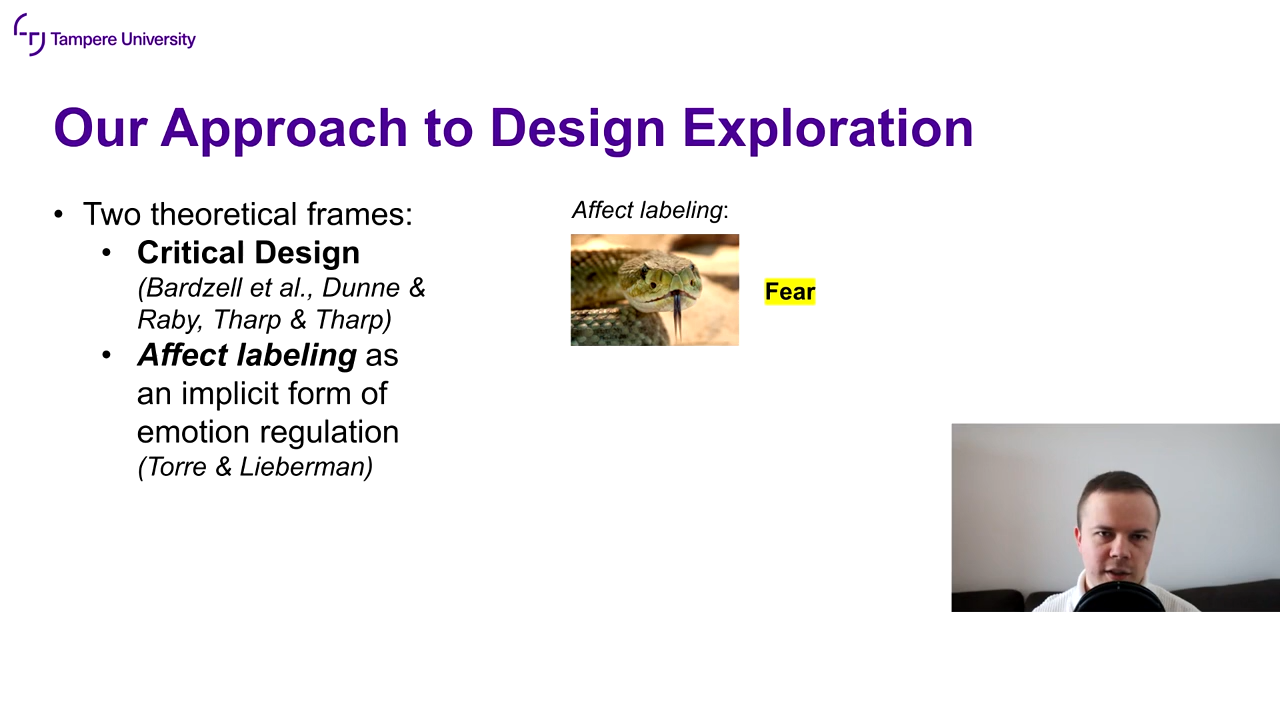 Tampere University
Our Approach to Design Exploration
• Two theoretical frames:
• Critical Design
(Bardzell et al., Dunne &
Raby, Tharp & Tharp)
• Affect labeling as
an implicit form of
emotion regulation
(Torre & Lieberman)
Affect labeling:
Fear